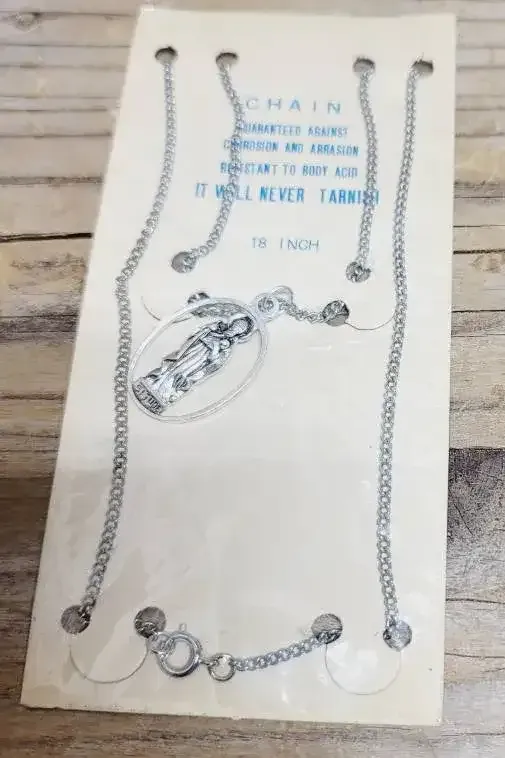 CHAIN
GUARANTEED AGAINST
CORROSION AND ABRASION
RESISTANT TO BODY ACID
IT WILL NEVER TARNISH
18 INCH